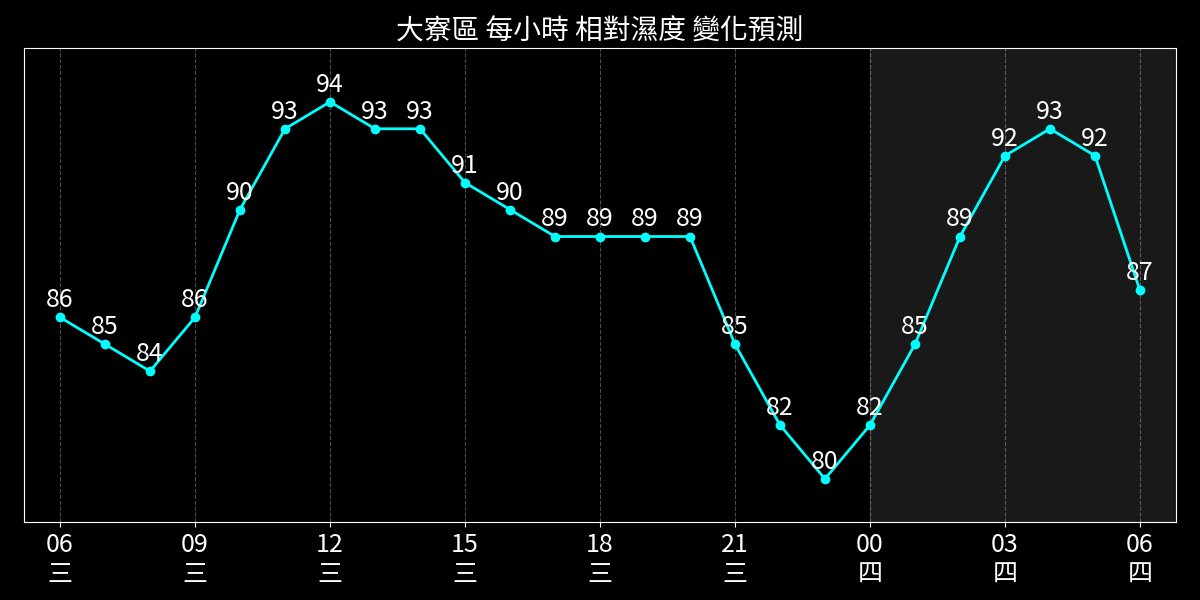 大寮區 每小時 相對濕度 變化預測
86 85 84 86 90 93 94 93 93 91 90 89 89 89 89 85 82 80 82 85 89 92 93 92 87
06 09 12 15 18 21 00 03 06
三 三 三 三 三 三 四 四 四